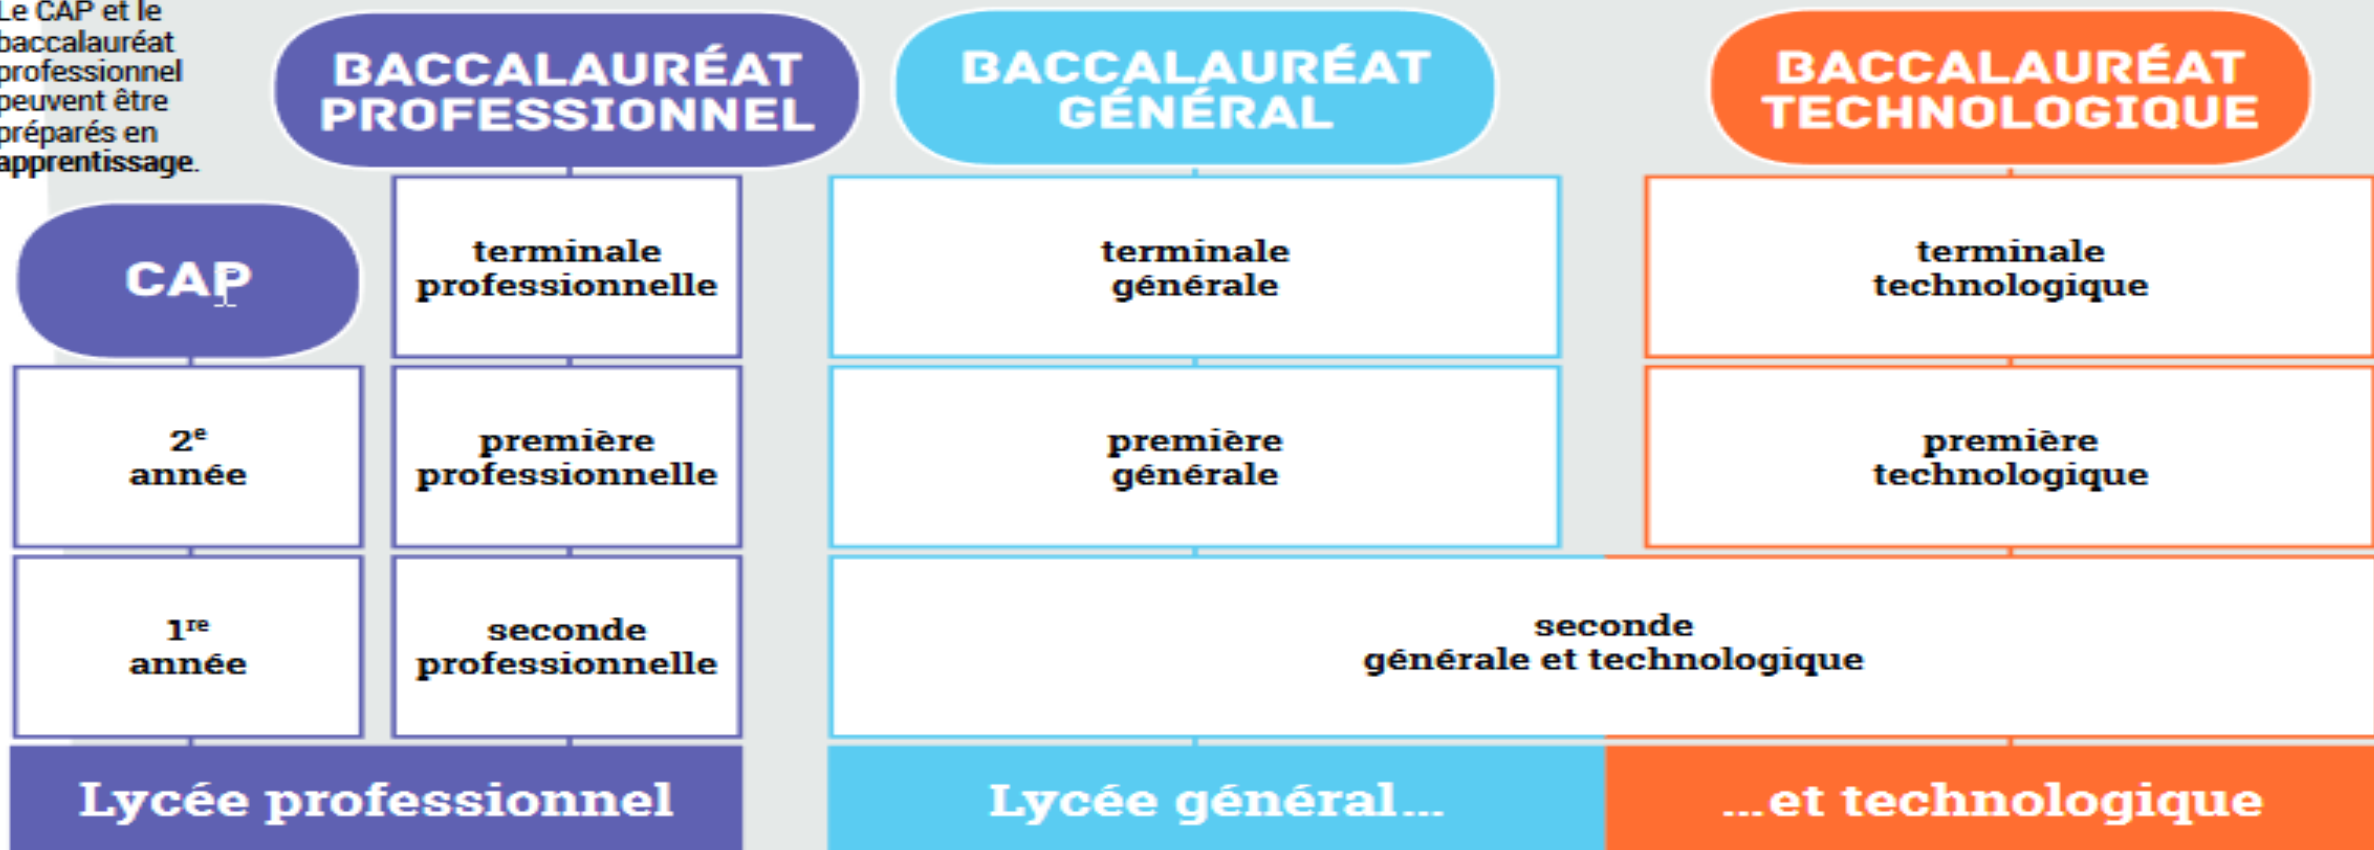 Le CAP et le
baccalauréat
professionnel
peuvent être
préparés en
apprentissage.
BACCALAURÉAT
PROFESSIONNEL
BACCALAURÉAT
GÉNÉRAL
BACCALAURÉAT
TECHNOLOGIQUE
CAP
terminale
professionnelle
terminale
générale
terminale
technologique
2e
année
première
professionnelle
première
générale
première
technologique
1re
année
seconde
professionnelle
seconde
générale et technologique
Lycée professionnel
Lycée général...
...et technologique